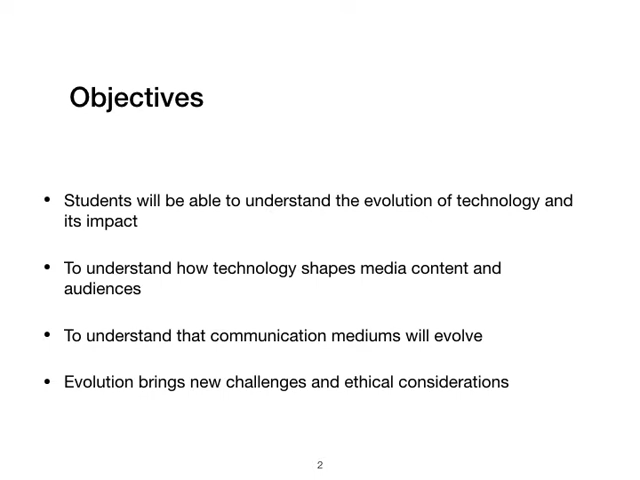 Objectives
• Students will be able to understand the evolution of technology and
its impact
• To understand how technology shapes media content and
audiences
• To understand that communication mediums will evolve
• Evolution brings new challenges and ethical considerations
2